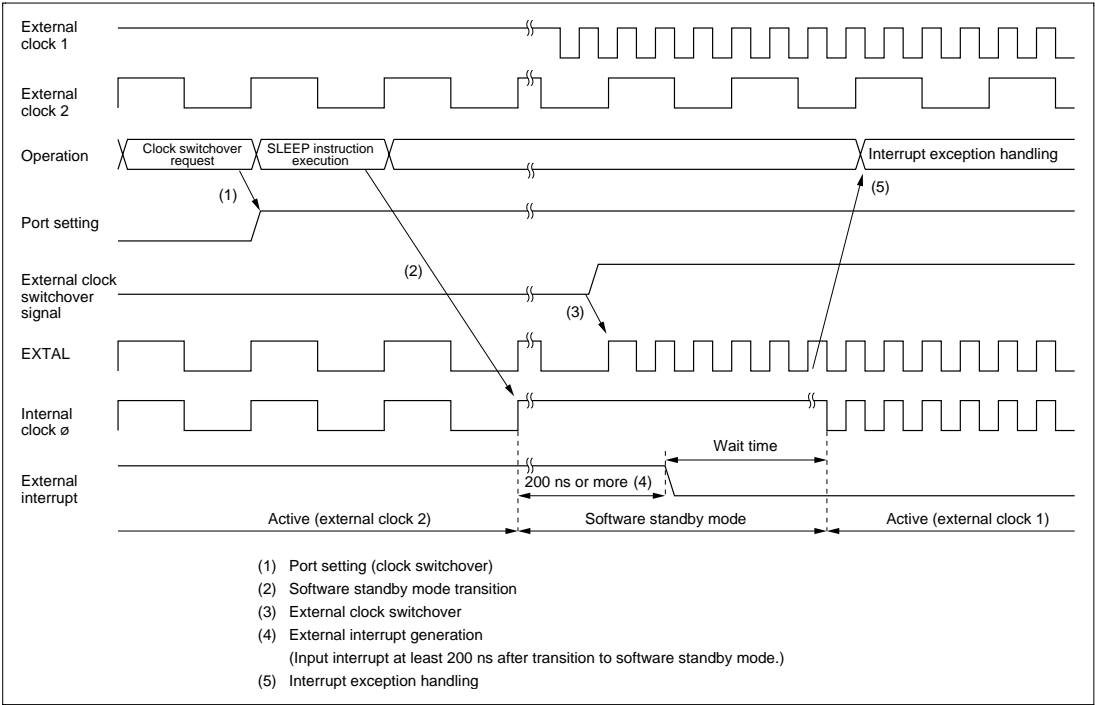 External
clock 1
External
clock 2
Operation
Clock switchover
request
SLEEP instruction
execution
Interrupt exception handling
(1)
(5)
Port setting
(2)
External clock
switchover
signal
(3)
EXTAL
Internal
clock ø
Wait time
External
interrupt
200 ns or more (4)
Active (external clock 2)
Software standby mode
Active (external clock 1)
(1) Port setting (clock switchover)
(2) Software standby mode transition
(3) External clock switchover
(4) External interrupt generation
(Input interrupt at least 200 ns after transition to software standby mode.)
(5) Interrupt exception handling